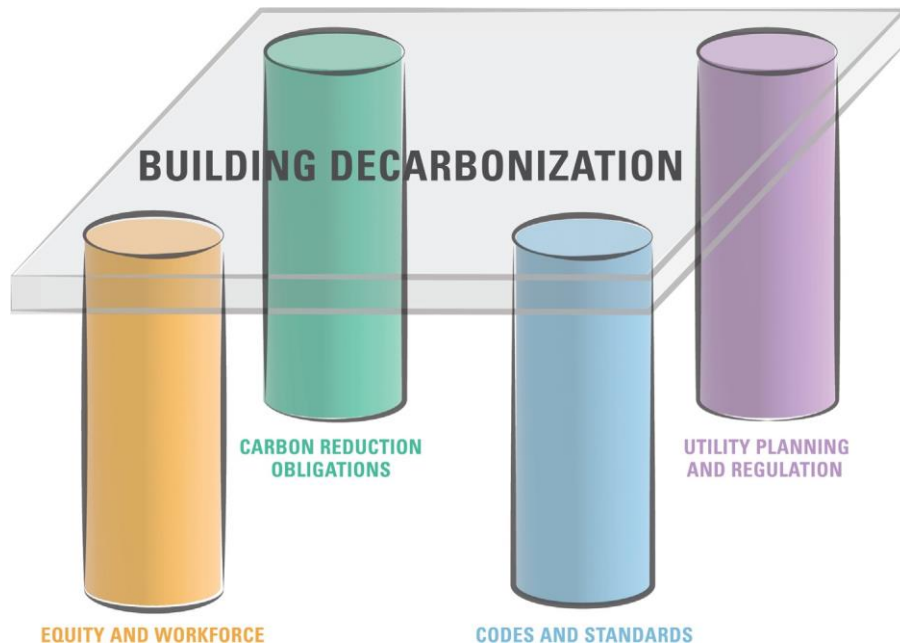 BUILDING DECARBONIZATION
CARBON REDUCTION
OBLIGATIONS
UTILITY PLANNING
AND REGULATION
EQUITY AND WORKFORCE
CODES AND STANDARDS